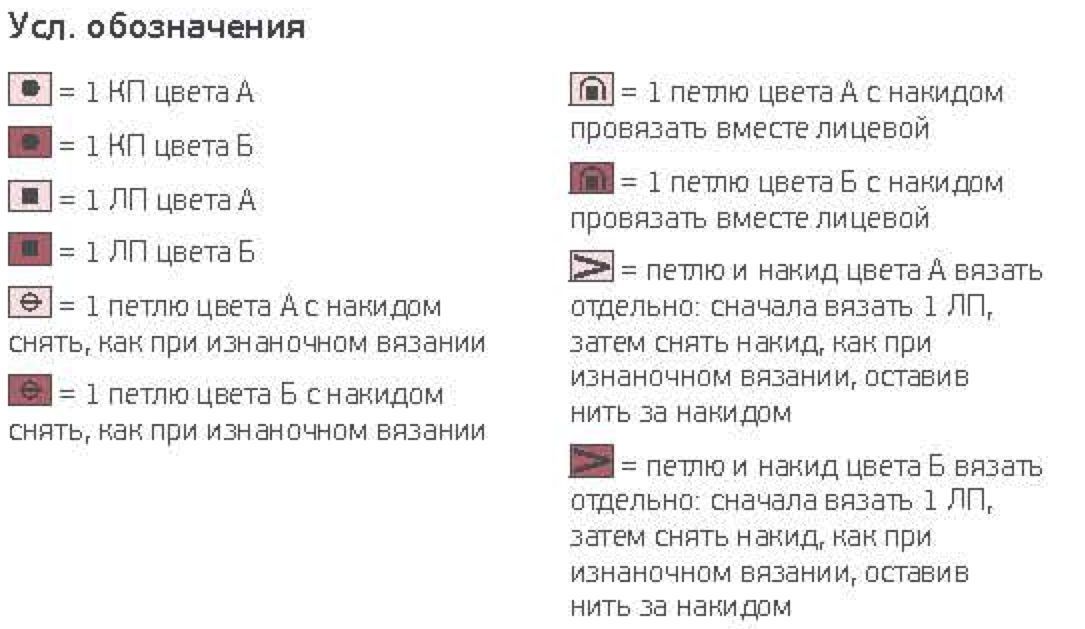 Усл. обозначения
= 1 КП цвета А
= 1 КП цвета Б
= 1 ЛП цвета А
= 1 ЛП цвета Б
= 1 петлю цвета А с накидом
снять, как при изнаночном вязании
= 1 петлю цвета Б с накидом
снять, как при изнаночном вязании
= 1 петлю цвета А с накидом
провязать вместе лицевой
= 1 петлю цвета Б с накидом
провязать вместе лицевой
= петлю и накид цвета А вязать
отдельно: сначала вязать 1 ЛП,
затем снять накид, как при
изнаночном вязании, оставив
нить за накидом
= петлю и накид цвета Б вязать
отдельно: сначала вязать 1 ЛП,
затем снять накид, как при
изнаночном вязании, оставив
нить за накидом